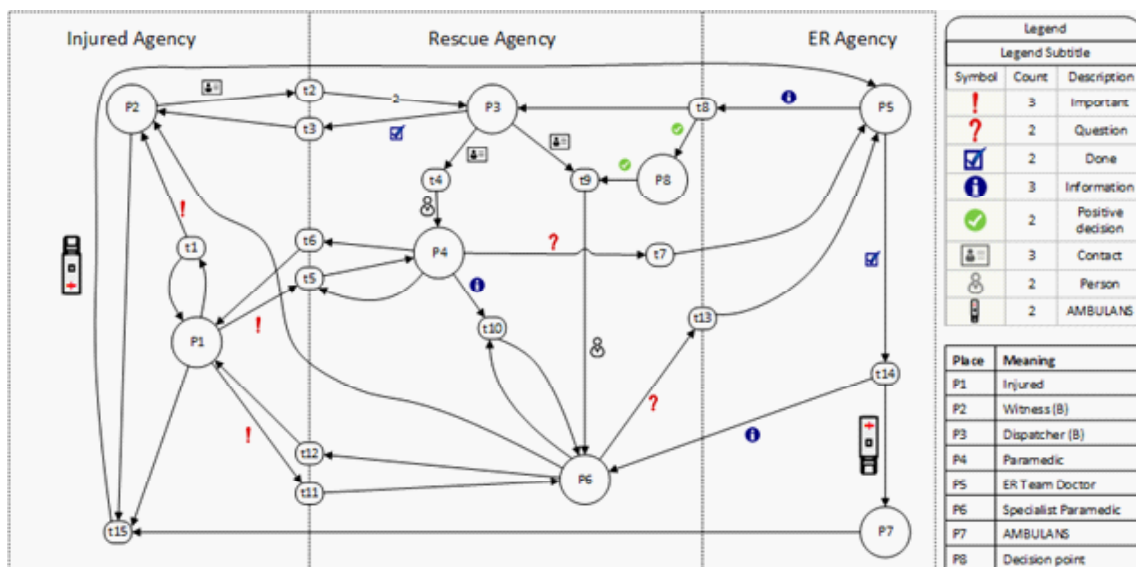 Injured Agency
Rescue Agency
ER Agency
P2
t2
2
P3
t8
P5
t3
t4
t9
P8
t1
t6
P4
t7
t5
t10
t13
P1
t14
t12
P6
t11
t15
P7
Legend
Legend Subtitle
Symbol Count Description
3 Important
2 Question
2 Done
3 Information
2 Positive
decision
3 Contact
2 Person
2 AMBULANS
Place Meaning
P1 Injured
P2 Witness (B)
P3 Dispatcher (B)
P4 Paramedic
P5 ER Team Doctor
P6 Specialist Paramedic
P7 AMBULANS
P8 Decision point